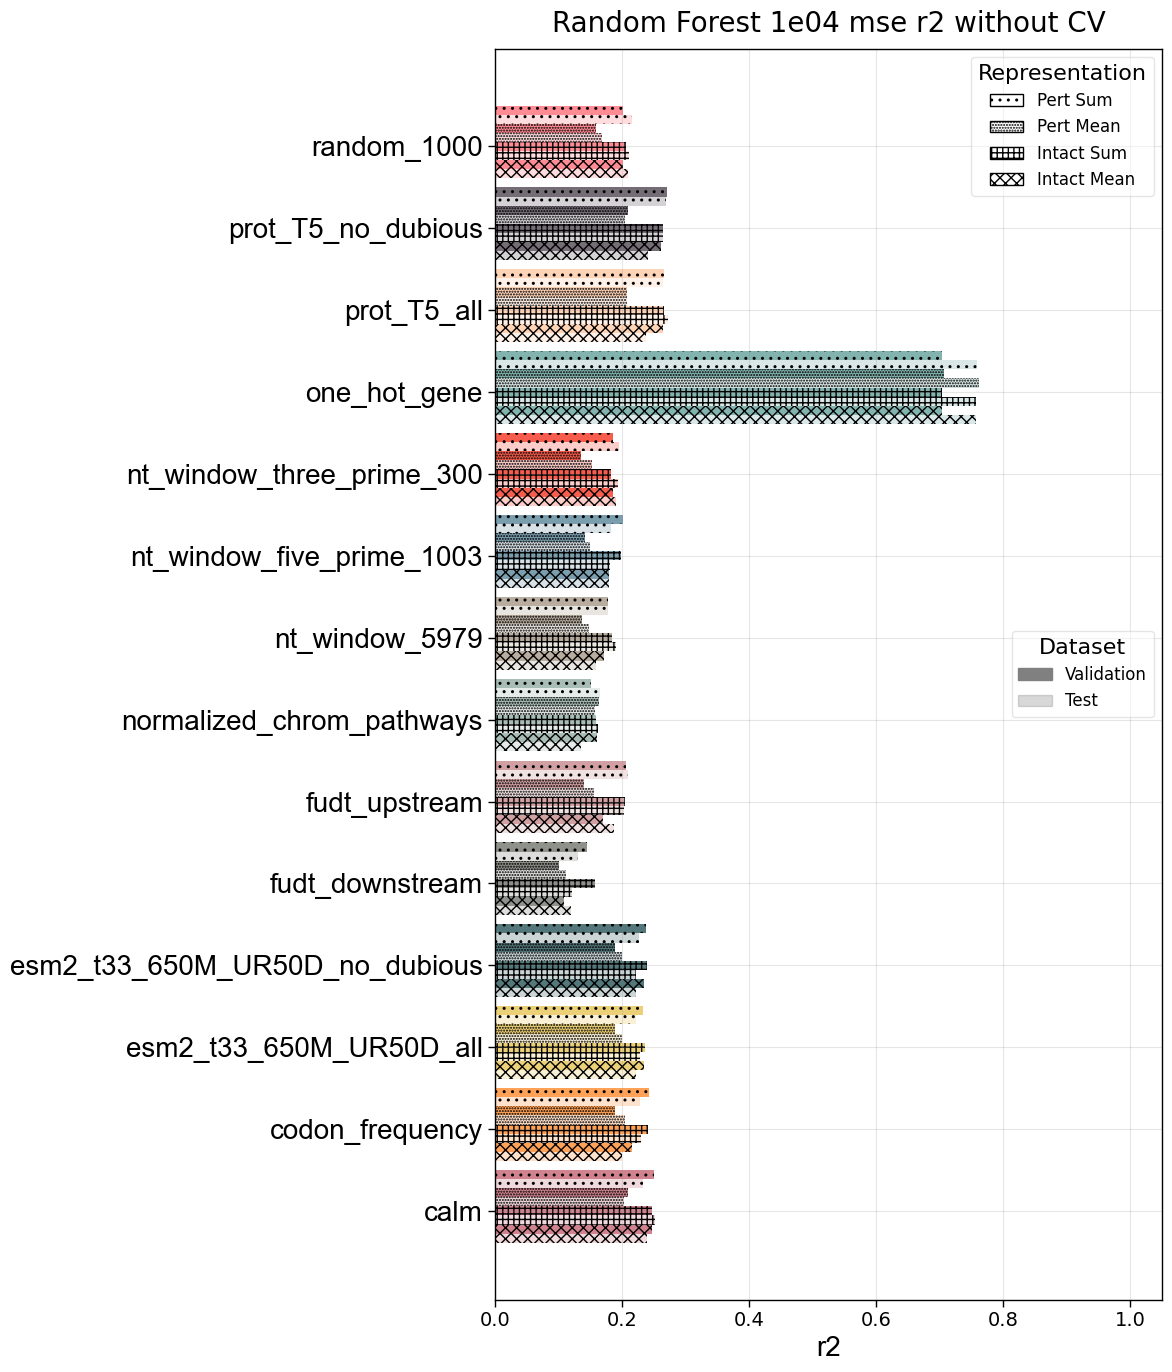 Random Forest 1e04 mse r2 without CV
Representation
Pert Sum
Pert Mean
Intact Sum
Intact Mean
random_1000
prot_T5_no_dubious
prot_T5_all
one_hot_gene
nt_window_three_prime_300
nt_window_five_prime_1003
nt_window_5979
Dataset
Validation
Test
normalized_chrom_pathways
fudt_upstream
fudt_downstream
esm2_t33_650M_UR50D_no_dubious
esm2_t33_650M_UR50D_all
codon_frequency
calm
0.0 0.2 0.4 0.6 0.8 1.0
r2